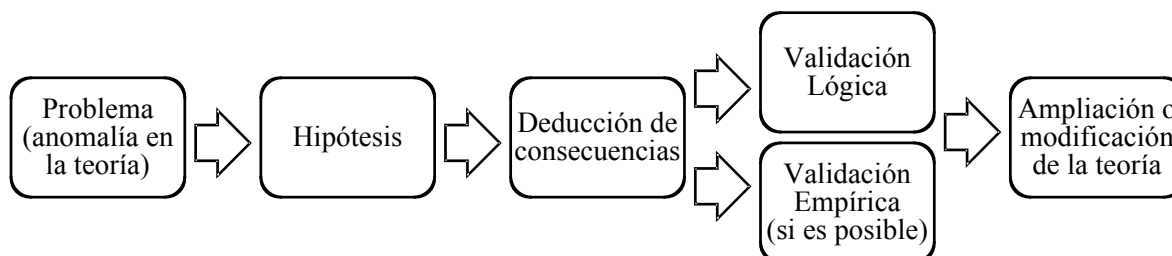 Problema
(anomalía en
la teoría)
Hipótesis
Deducción de
consecuencias
Validación
Lógica
Validación
Empírica
(si es posible)
Ampliación o
modificación
de la teoría